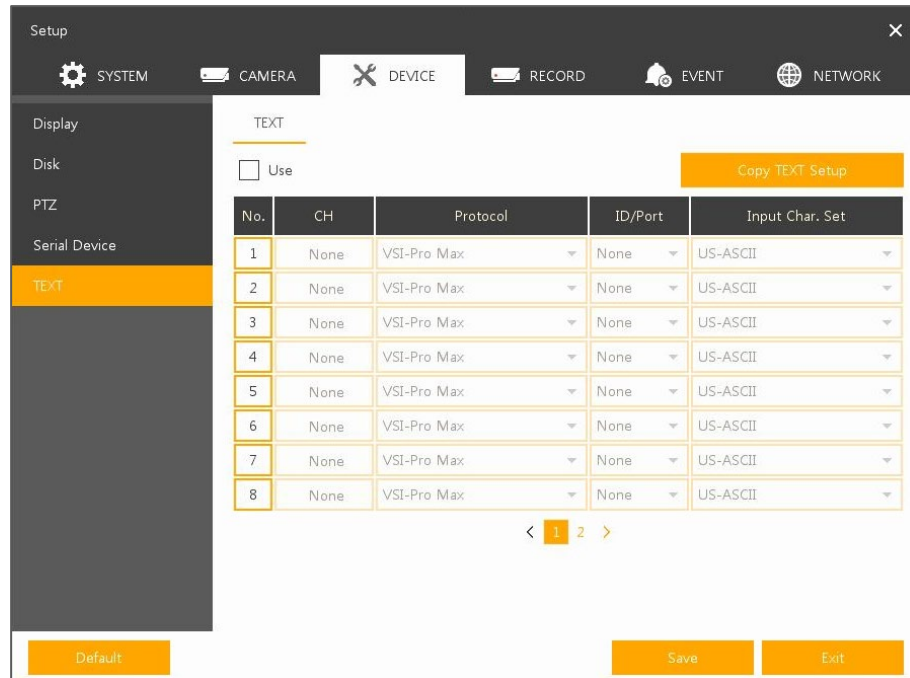 Setup
SYSTEM CAMERA DEVICE RECORD EVENT NETWORK
Display
Disk
PTZ
Serial Device
TEXT
TEXT
Use Copy TEXT Setup
No. CH Protocol ID/Port Input Char. Set
1 None VSI-Pro Max None US-ASCII
2 None VSI-Pro Max None US-ASCII
3 None VSI-Pro Max None US-ASCII
4 None VSI-Pro Max None US-ASCII
5 None VSI-Pro Max None US-ASCII
6 None VSI-Pro Max None US-ASCII
7 None VSI-Pro Max None US-ASCII
8 None VSI-Pro Max None US-ASCII
< 1 2 >
Default Save Exit